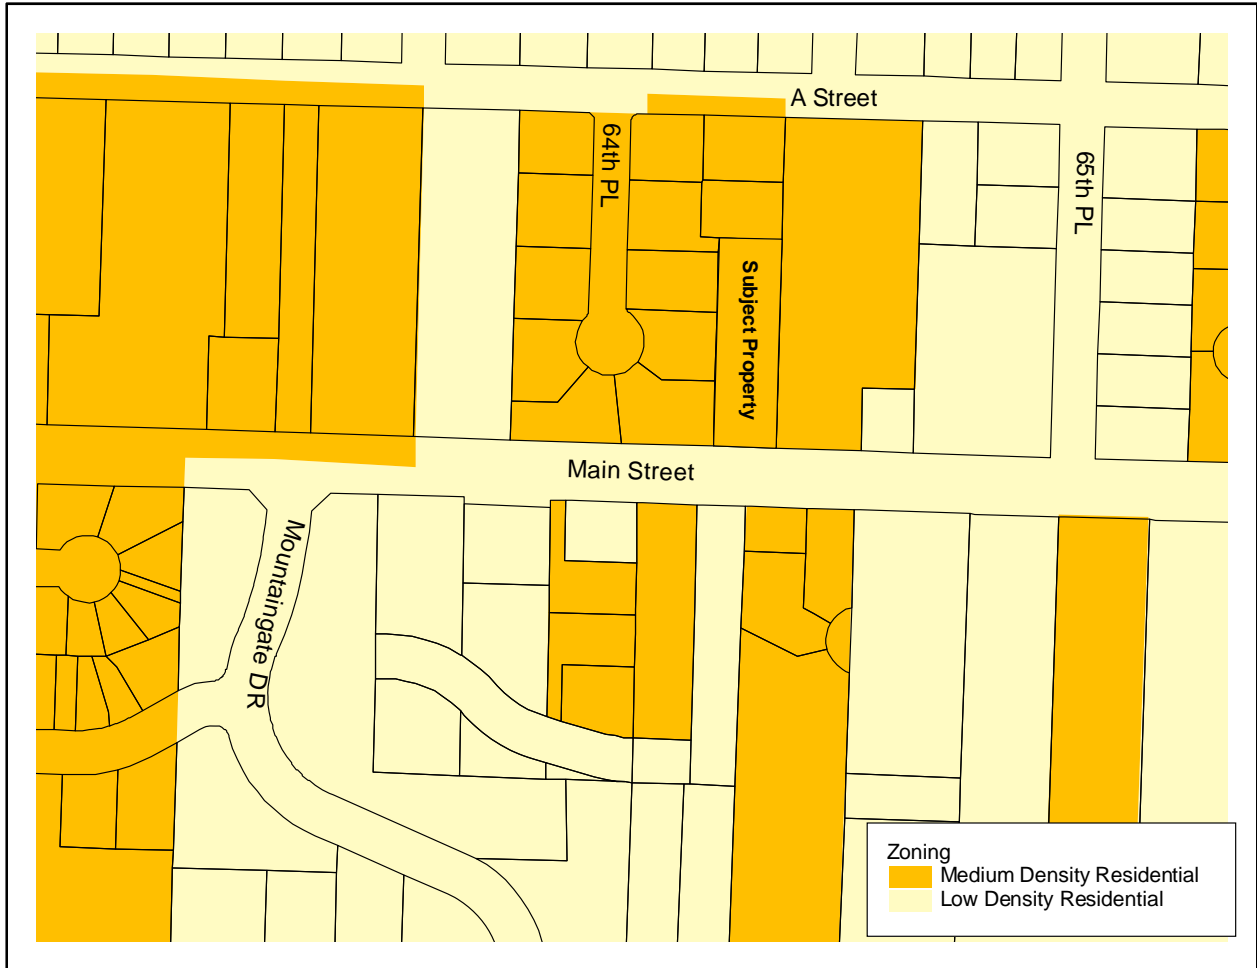 A Street
64th PL
65th PL
Subject Property
Main Street
Mountaingate DR
Zoning
Medium Density Residential
Low Density Residential